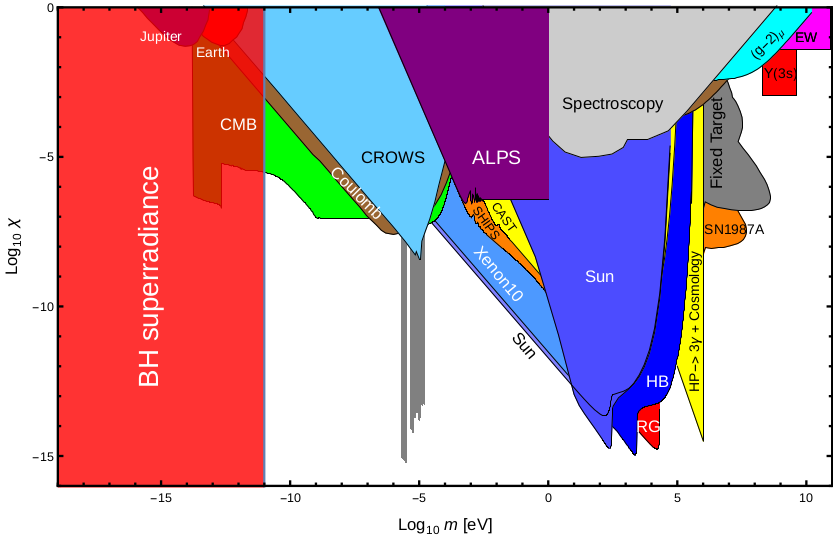 0
Jupiter
Earth
(g−2)μ
EW
Υ(3s)
Spectroscopy
Fixed Target
CMB
−5
CROWS
ALPS
Coulomb
CAST
SHIPS
SN1987A
Log10 χ
BH superradiance
Xenon10
Sun
HP−> 3γ + Cosmology
−10
Sun
HB
RG
−15
−15
−10
−5
0
5
10
Log10 m [eV]